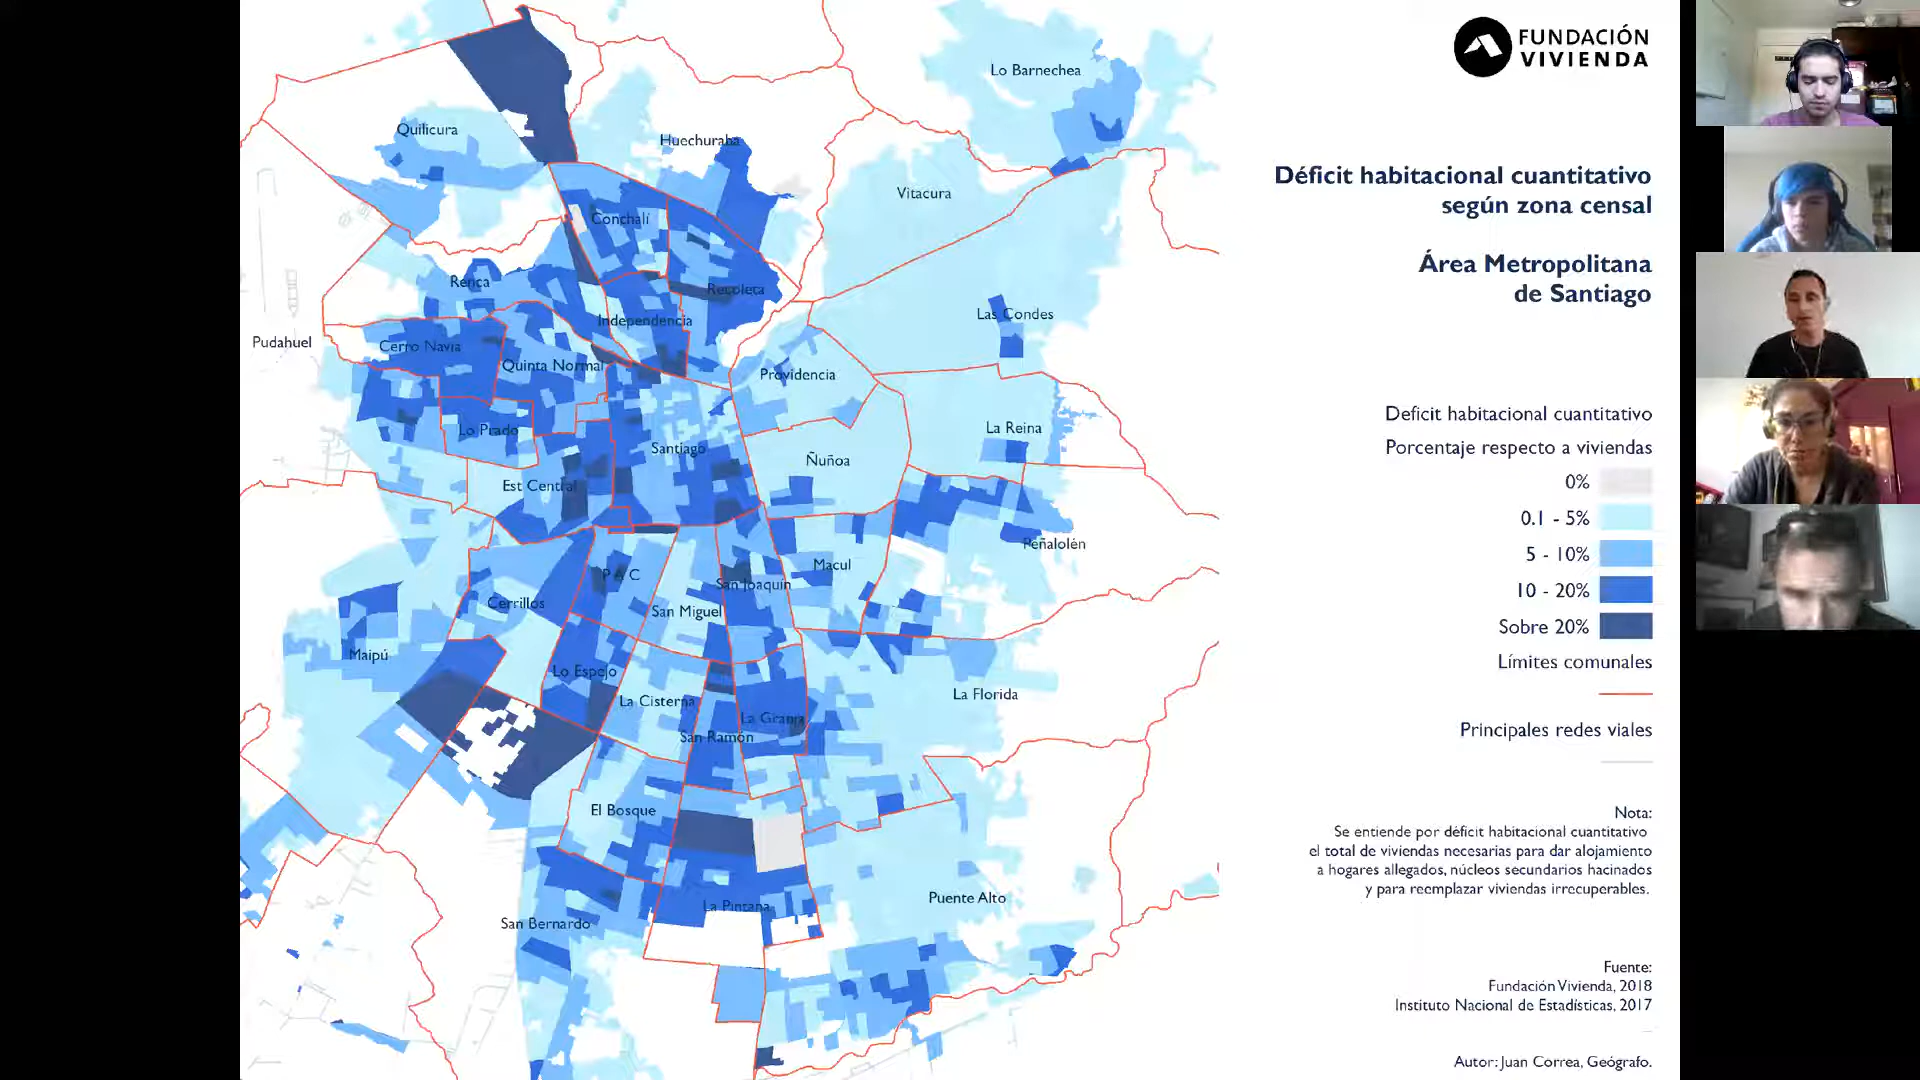 FUNDACIÓN
VIVIENDA
Déficit habitacional cuantitativo
según zona censal
Área Metropolitana
de Santiago
Lo Barnechea
Quilicura
Huechuraba
Vitacura
Conchalí
Renca
Recoleta
Las Condes
Independencia
Pudahuel
Cerro Navia
Quinta Normal
Providencia
Lo Prado
La Reina
Santiago
Ñuñoa
Est Central
Peñalolén
Macul
P A C
San Joaquín
Cerrillos
San Miguel
Maipú
Lo Espejo
La Cisterna
La Florida
La Granja
San Ramón
El Bosque
Puente Alto
La Pintana
San Bernardo
Deficit habitacional cuantitativo
Porcentaje respecto a viviendas
0%
0.1 - 5%
5 - 10%
10 - 20%
Sobre 20%
Límites comunales
Principales redes viales
Nota:
Se entiende por déficit habitacional cuantitativo
el total de viviendas necesarias para dar alojamiento
a hogares allegados, núcleos secundarios hacinados
y para reemplazar viviendas irrecuperables.
Fuente:
Fundación Vivienda, 2018
Instituto Nacional de Estadísticas, 2017
Autor: Juan Correa, Geógrafo.